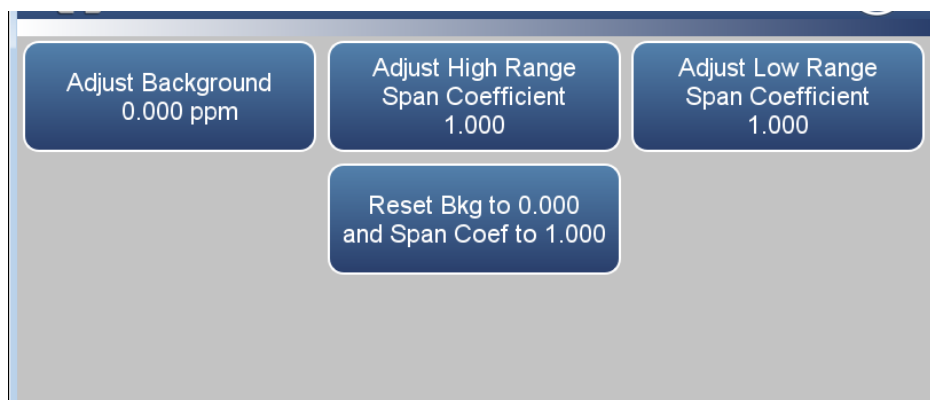 Adjust Background
0.000 ppm
Adjust High Range
Span Coefficient
1.000
Adjust Low Range
Span Coefficient
1.000
Reset Bkg to 0.000
and Span Coef to 1.000